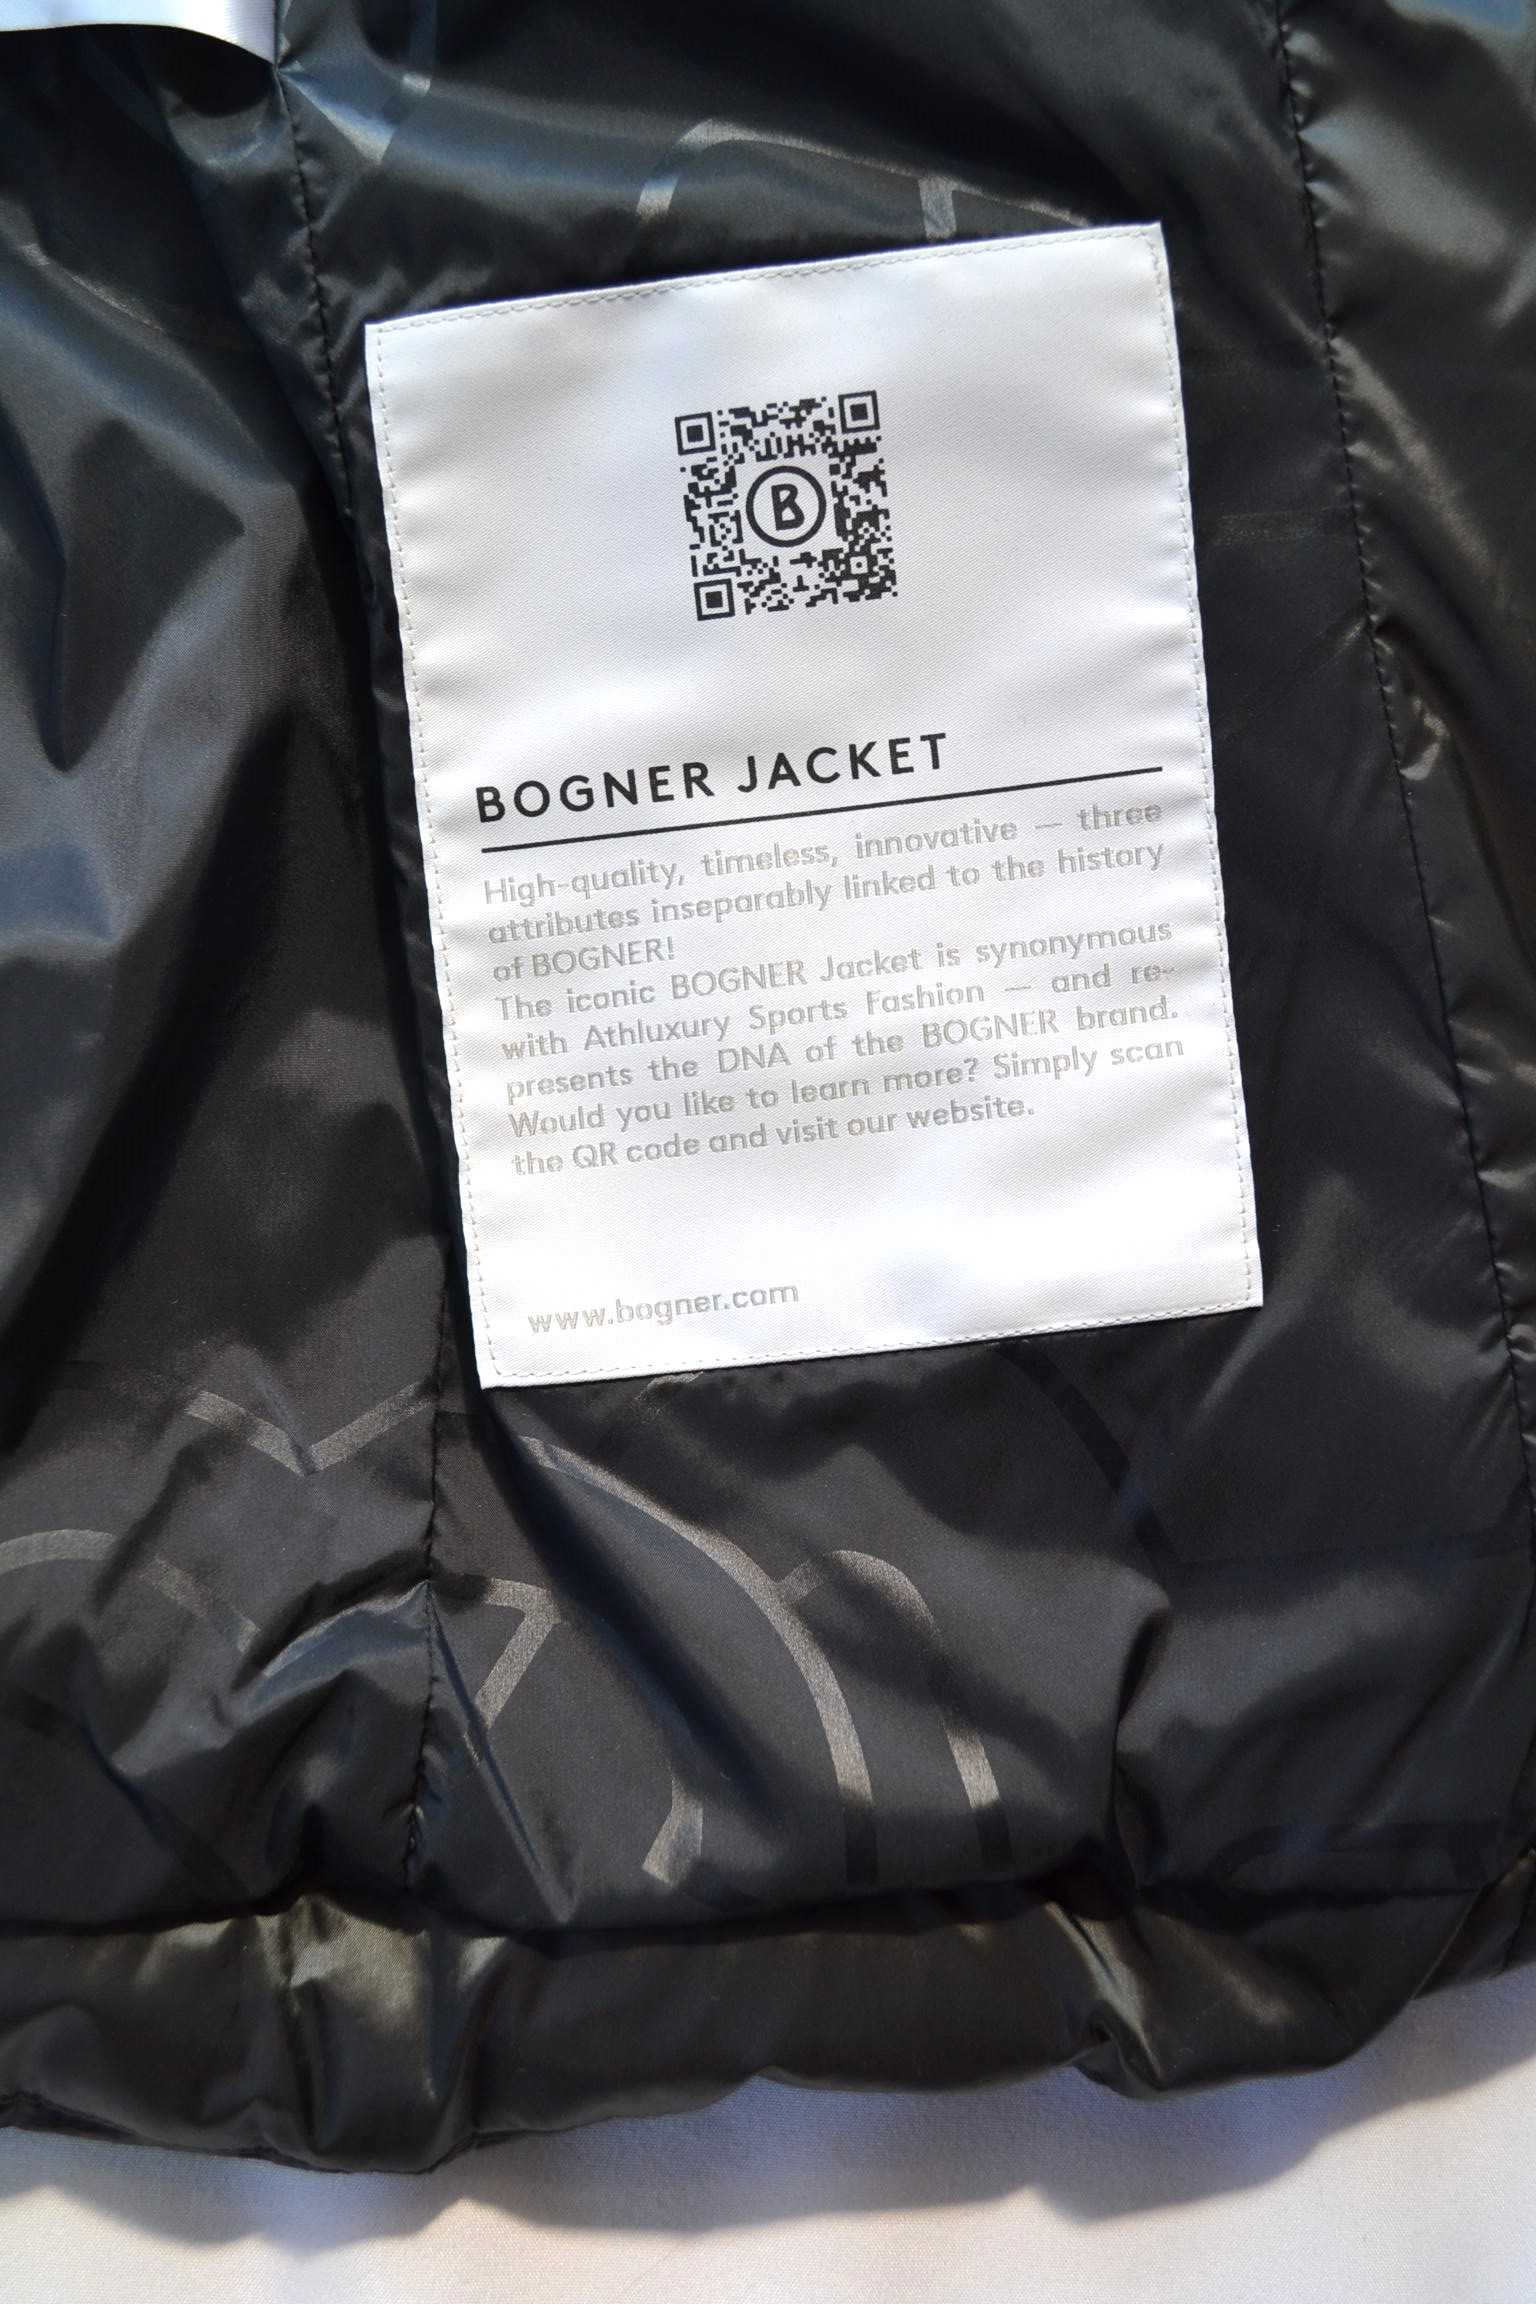 B
BOGNER JACKET
High-quality, timeless, innovative — three
attributes inseparably linked to the history
of BOGNER!
The iconic BOGNER Jacket is synonymous
with Athluxury Sports Fashion — and re-
presents the DNA of the BOGNER brand.
Would you like to learn more? Simply scan
the QR code and visit our website.
www.bogner.com